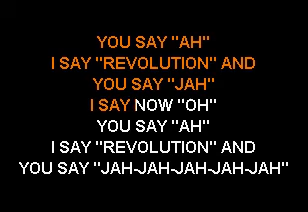 YOU SAY "AH"
I SAY "REVOLUTION" AND
YOU SAY "JAH"
I SAY NOW "OH"
YOU SAY "AH"
I SAY "REVOLUTION" AND
YOU SAY "JAH-JAH-JAH-JAH-JAH"